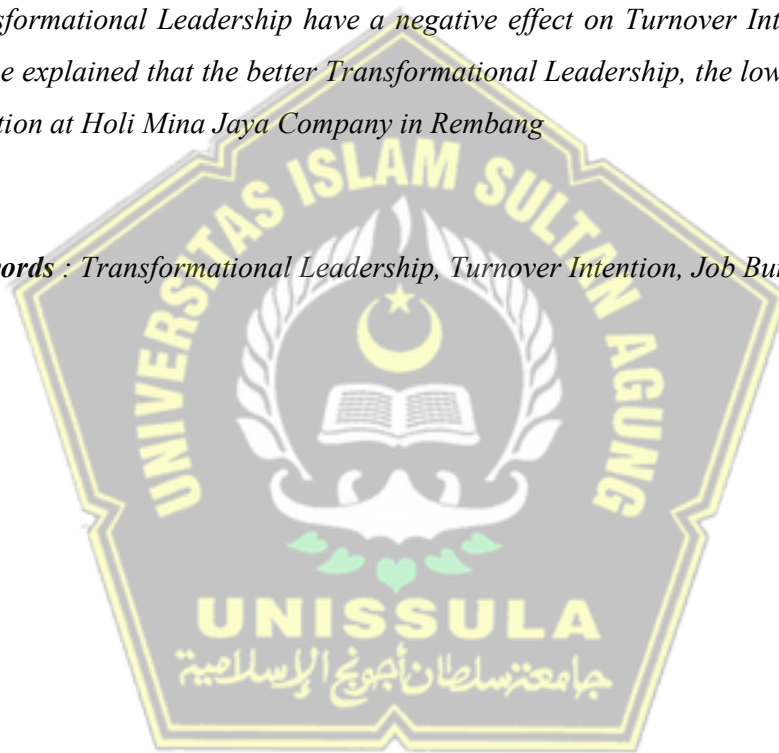 sformational Leadership have a negative effect on Turnover Int
e explained that the better Transformational Leadership, the low
tion at Holi Mina Jaya Company in Rembang
UNIVERSITAS ISLAM SULTAN AGUNG
ords : Transformational Leadership, Turnover Intention, Job Bur
UNISSULA
جامعة سلطان أجونج الإسلامية